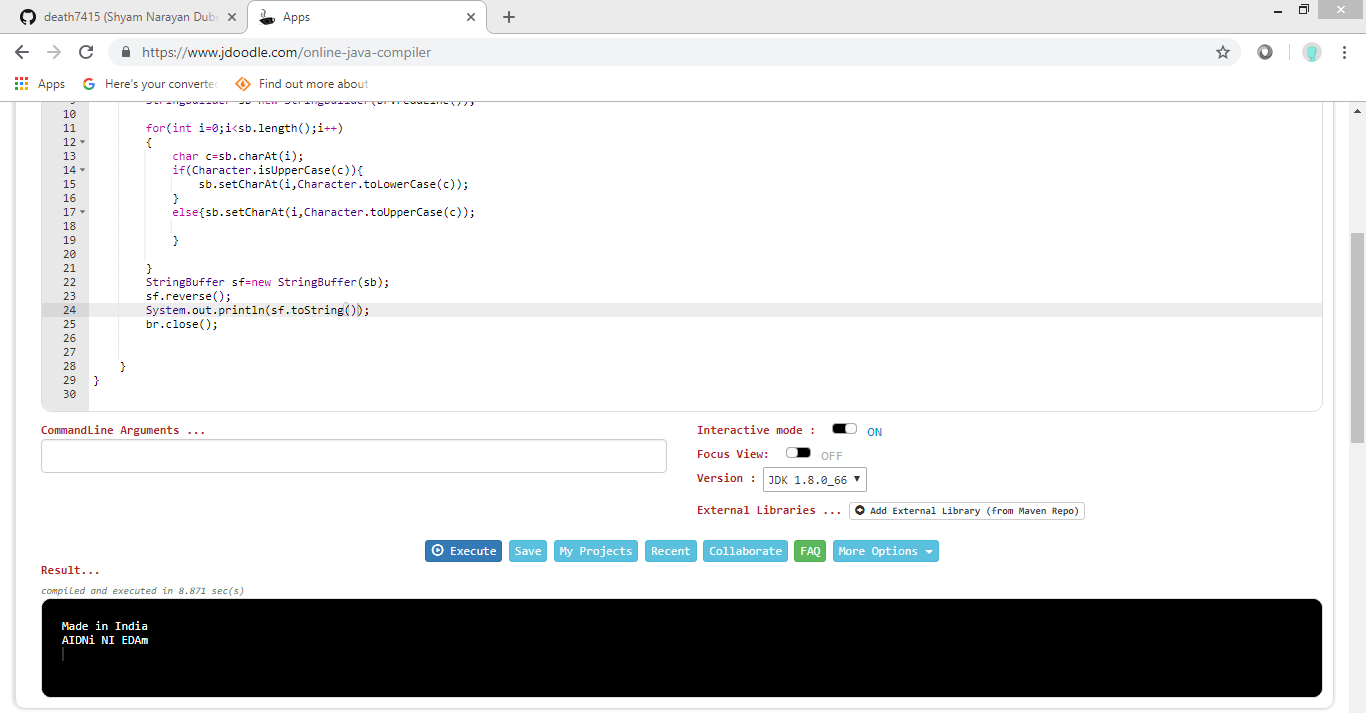 death7415 (Shyam Narayan Dub
Apps
https://www.jdoodle.com/online-java-compiler
Apps
Here's your converted
Find out more about
9 StringBuilder sb=new StringBuilder(br.readLine());
10
11 for(int i=0;i<sb.length();i++)
12 {
13 char c=sb.charAt(i);
14 if(Character.isUpperCase(c)){
15 sb.setCharAt(i,Character.toLowerCase(c));
16 }
17 else{sb.setCharAt(i,Character.toUpperCase(c));
18
19 }
20
21 }
22 StringBuffer sf=new StringBuffer(sb);
23 sf.reverse();
24 System.out.println(sf.toString());
25 br.close();
26
27
28 }
29 }
30
CommandLine Arguments ...
Interactive mode : ON
Focus View: OFF
Version : JDK 1.8.0_66
External Libraries ... Add External Library (from Maven Repo)
Execute Save My Projects Recent Collaborate FAQ More Options
Result...
compiled and executed in 8.871 sec(s)
Made in India
AIDNi NI EDAm